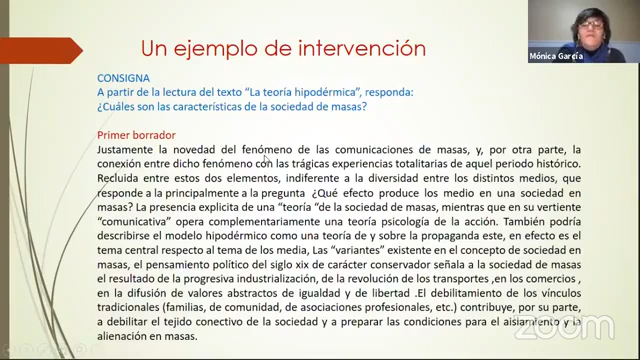 Un ejemplo de intervención
Mónica García
CONSIGNA
A partir de la lectura del texto “La teoría hipodérmica”, responda:
¿Cuáles son las características de la sociedad de masas?
Primer borrador
Justamente la novedad del fenómeno de las comunicaciones de masas, y, por otra parte, la
conexión entre dicho fenómeno con las trágicas experiencias totalitarias de aquel periodo histórico.
Recluida entre estos dos elementos, indiferente a la diversidad entre los distintos medios, que
responde a la principalmente a la pregunta ¿Qué efecto produce los medio en una sociedad en
masas? La presencia explicita de una “teoría “de la sociedad de masas, mientras que en su vertiente
“comunicativa” opera complementariamente una teoría psicología de la acción. También podría
describirse el modelo hipodérmico como una teoría de y sobre la propaganda este, en efecto es el
tema central respecto al tema de los media, Las “variantes” existente en el concepto de sociedad en
masas, el pensamiento político del siglo xix de carácter conservador señala a la sociedad de masas
el resultado de la progresiva industrialización, de la revolución de los transportes ,en los comercios ,
en la difusión de valores abstractos de igualdad y de libertad .El debilitamiento de los vínculos
tradicionales (familias, de comunidad, de asociaciones profesionales, etc.) contribuye, por su parte,
a debilitar el tejido conectivo de la sociedad y a preparar las condiciones para el aislamiento y la
alienación en masas.
zoom